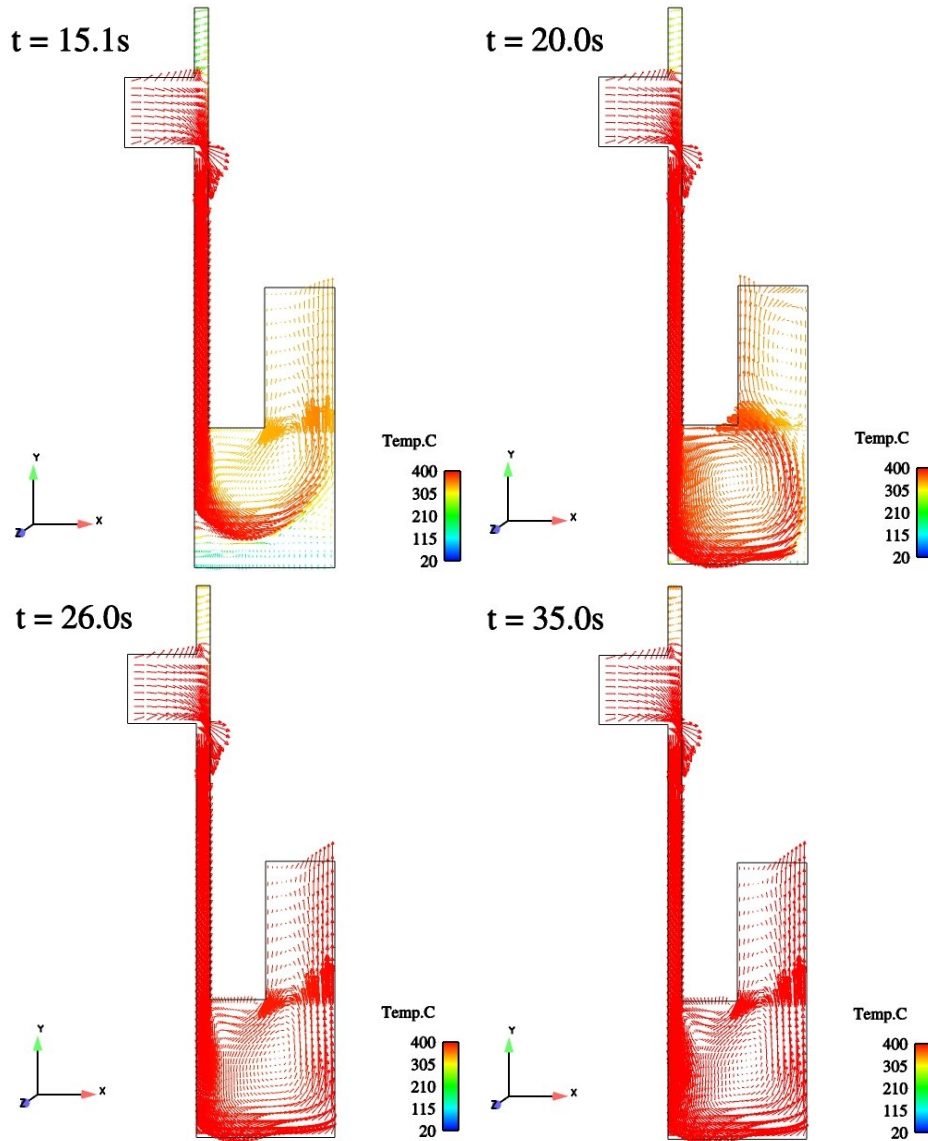 t = 15.1s
t = 20.0s
Y
X
Z
Temp.C
400
305
210
115
20
Y
X
Z
Temp.C
400
305
210
115
20
t = 26.0s
t = 35.0s
Y
X
Z
Temp.C
400
305
210
115
20
Y
X
Z
Temp.C
400
305
210
115
20